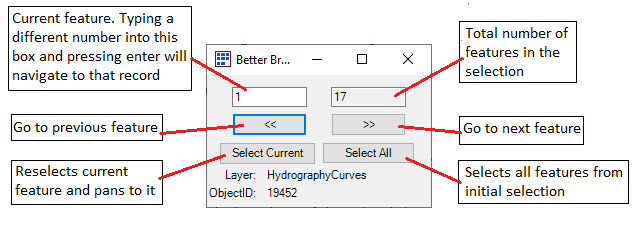 Current feature. Typing a
different number into this
box and pressing enter will
navigate to that record
Total number of
features in the
selection
Better Br...
1
17
Go to previous feature
<<
>>
Go to next feature
Select Current
Select All
Reselects current
feature and pans to it
Layer: HydrographyCurves
ObjectID: 19452
Selects all features from
initial selection